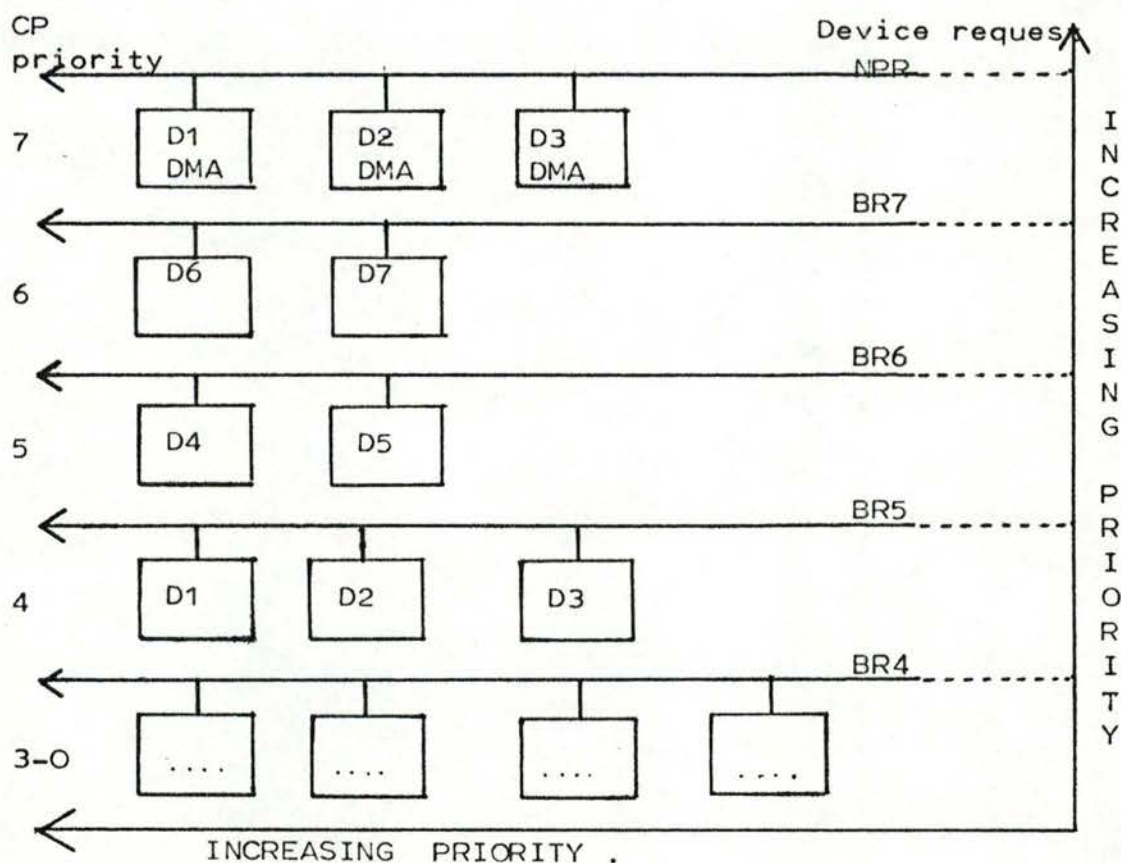 CP
priority
Device reques
NPR
7
D1
DMA
D2
DMA
D3
DMA
BR7
6
D6
D7
BR6
5
D4
D5
BR5
4
D1
D2
D3
BR4
3-0
....
....
....
....
INCREASING PRIORITY .
INCREASING PRIORITY